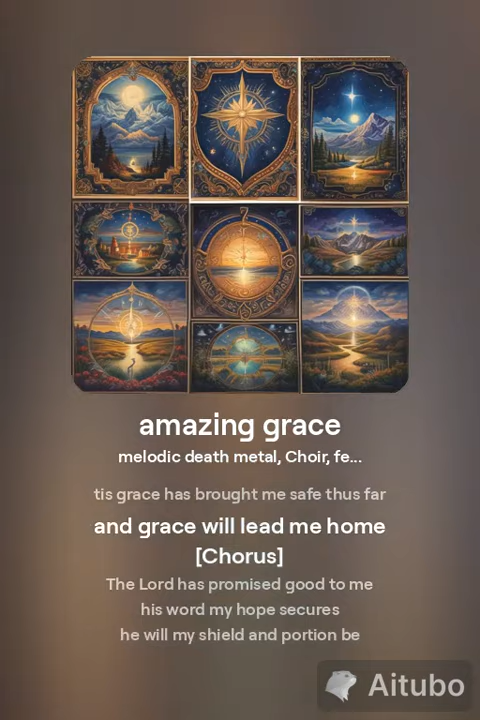 amazing grace
melodic death metal, Choir, fe...
tis grace has brought me safe thus far
and grace will lead me home
[Chorus]
The Lord has promised good to me
his word my hope secures
he will my shield and portion be
Aitubo